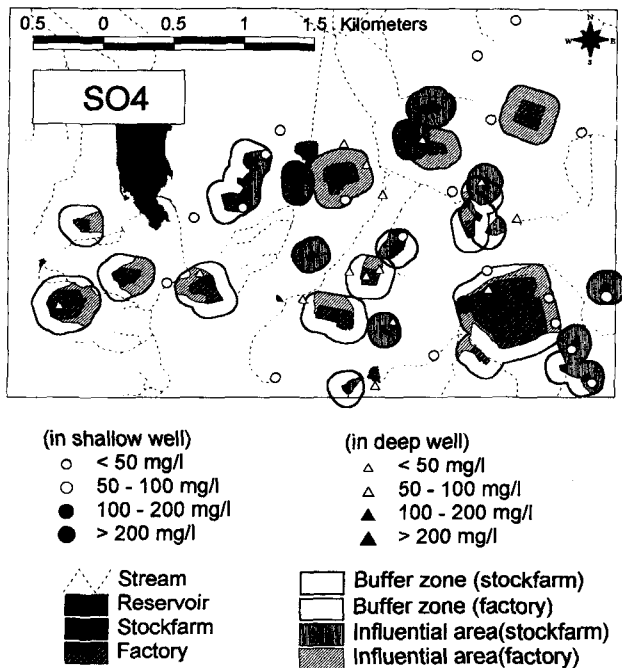 0.5 0 0.5 1 1.5 Kilometers
N
W E
S
SO4
(in shallow well)
< 50 mg/l
50 - 100 mg/l
100 - 200 mg/l
> 200 mg/l
(in deep well)
< 50 mg/l
50 - 100 mg/l
100 - 200 mg/l
> 200 mg/l
Stream
Reservoir
Stockfarm
Factory
Buffer zone (stockfarm)
Buffer zone (factory)
Influential area(stockfarm)
Influential area(factory)